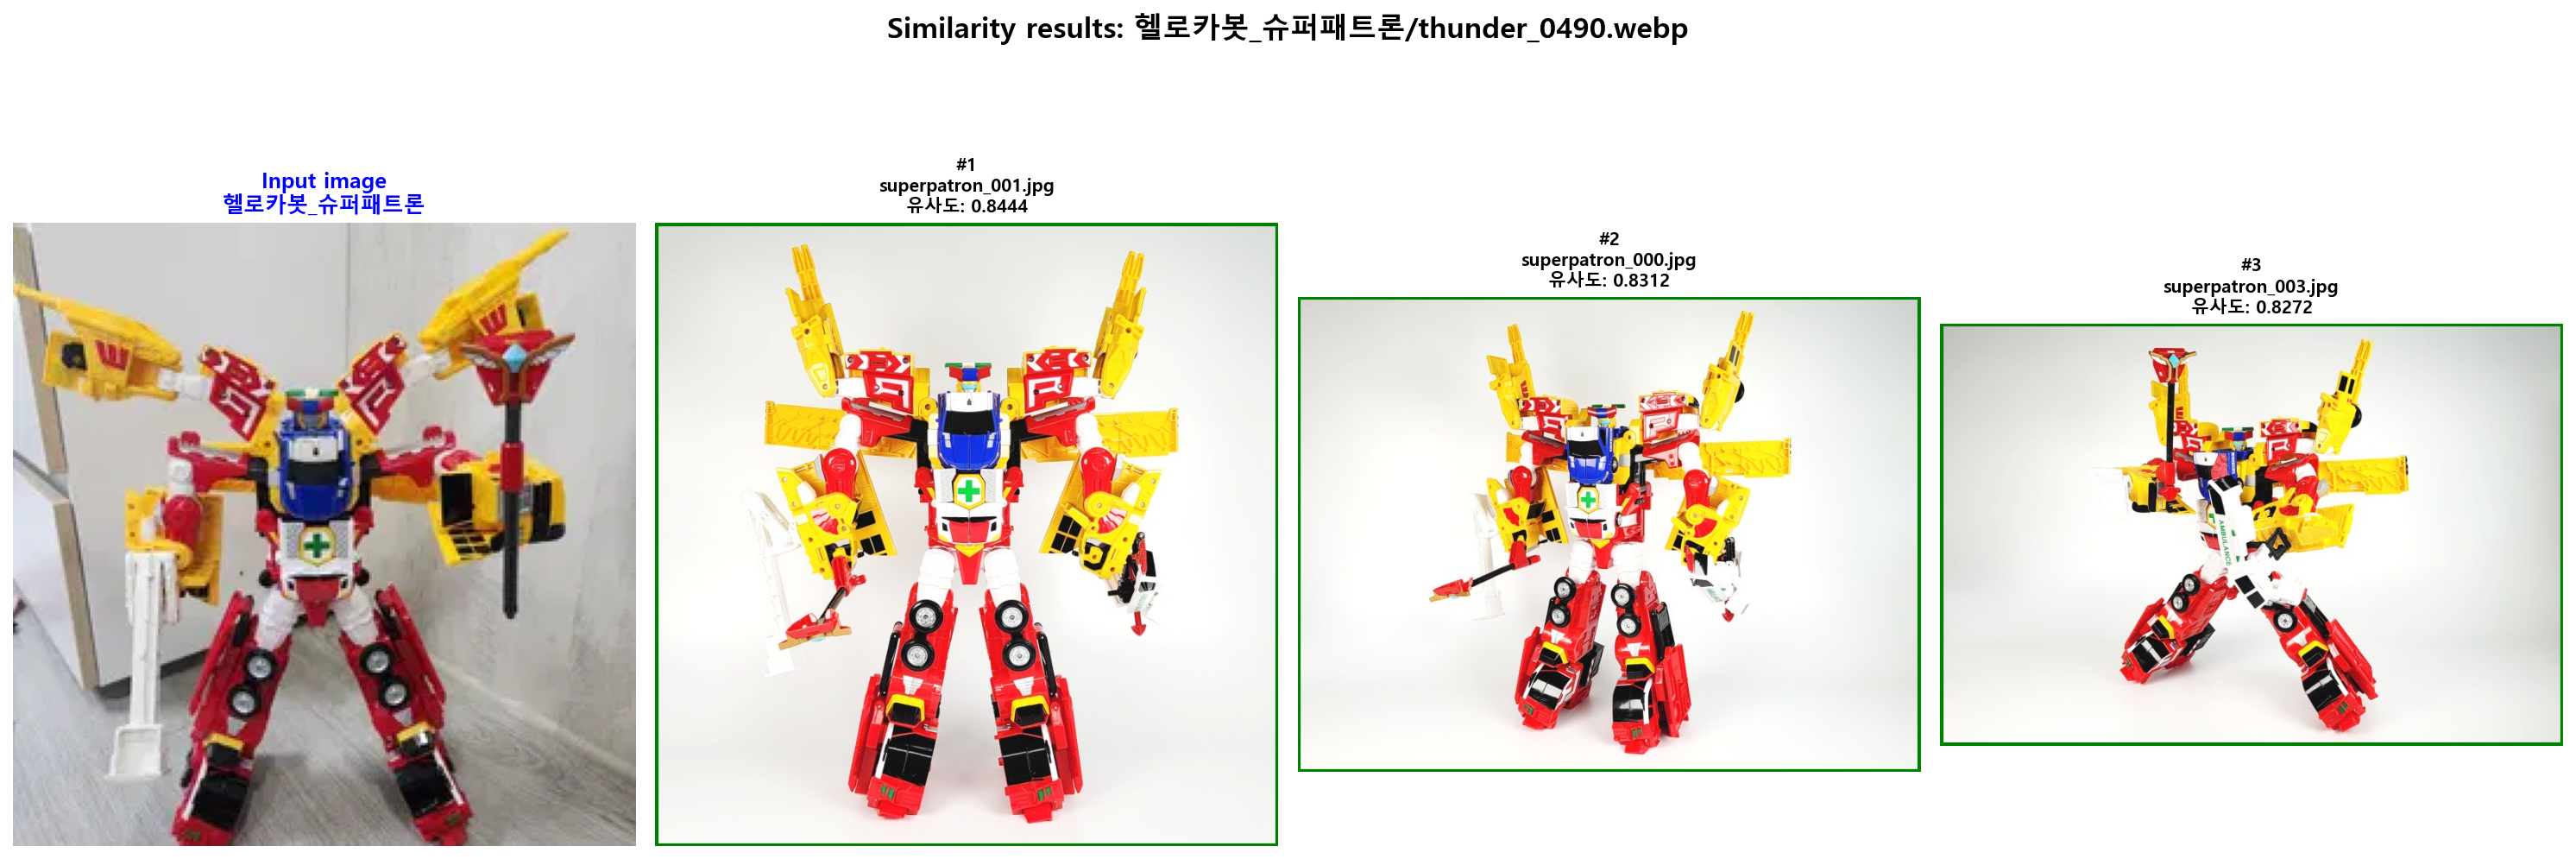 Similarity results: 헬로카봇_슈퍼패트론/thunder_0490.webp
Input image
헬로카봇_슈퍼패트론
#1
superpatron_001.jpg
유사도: 0.8444
#2
superpatron_000.jpg
유사도: 0.8312
#3
superpatron_003.jpg
유사도: 0.8272
AMBULANCE